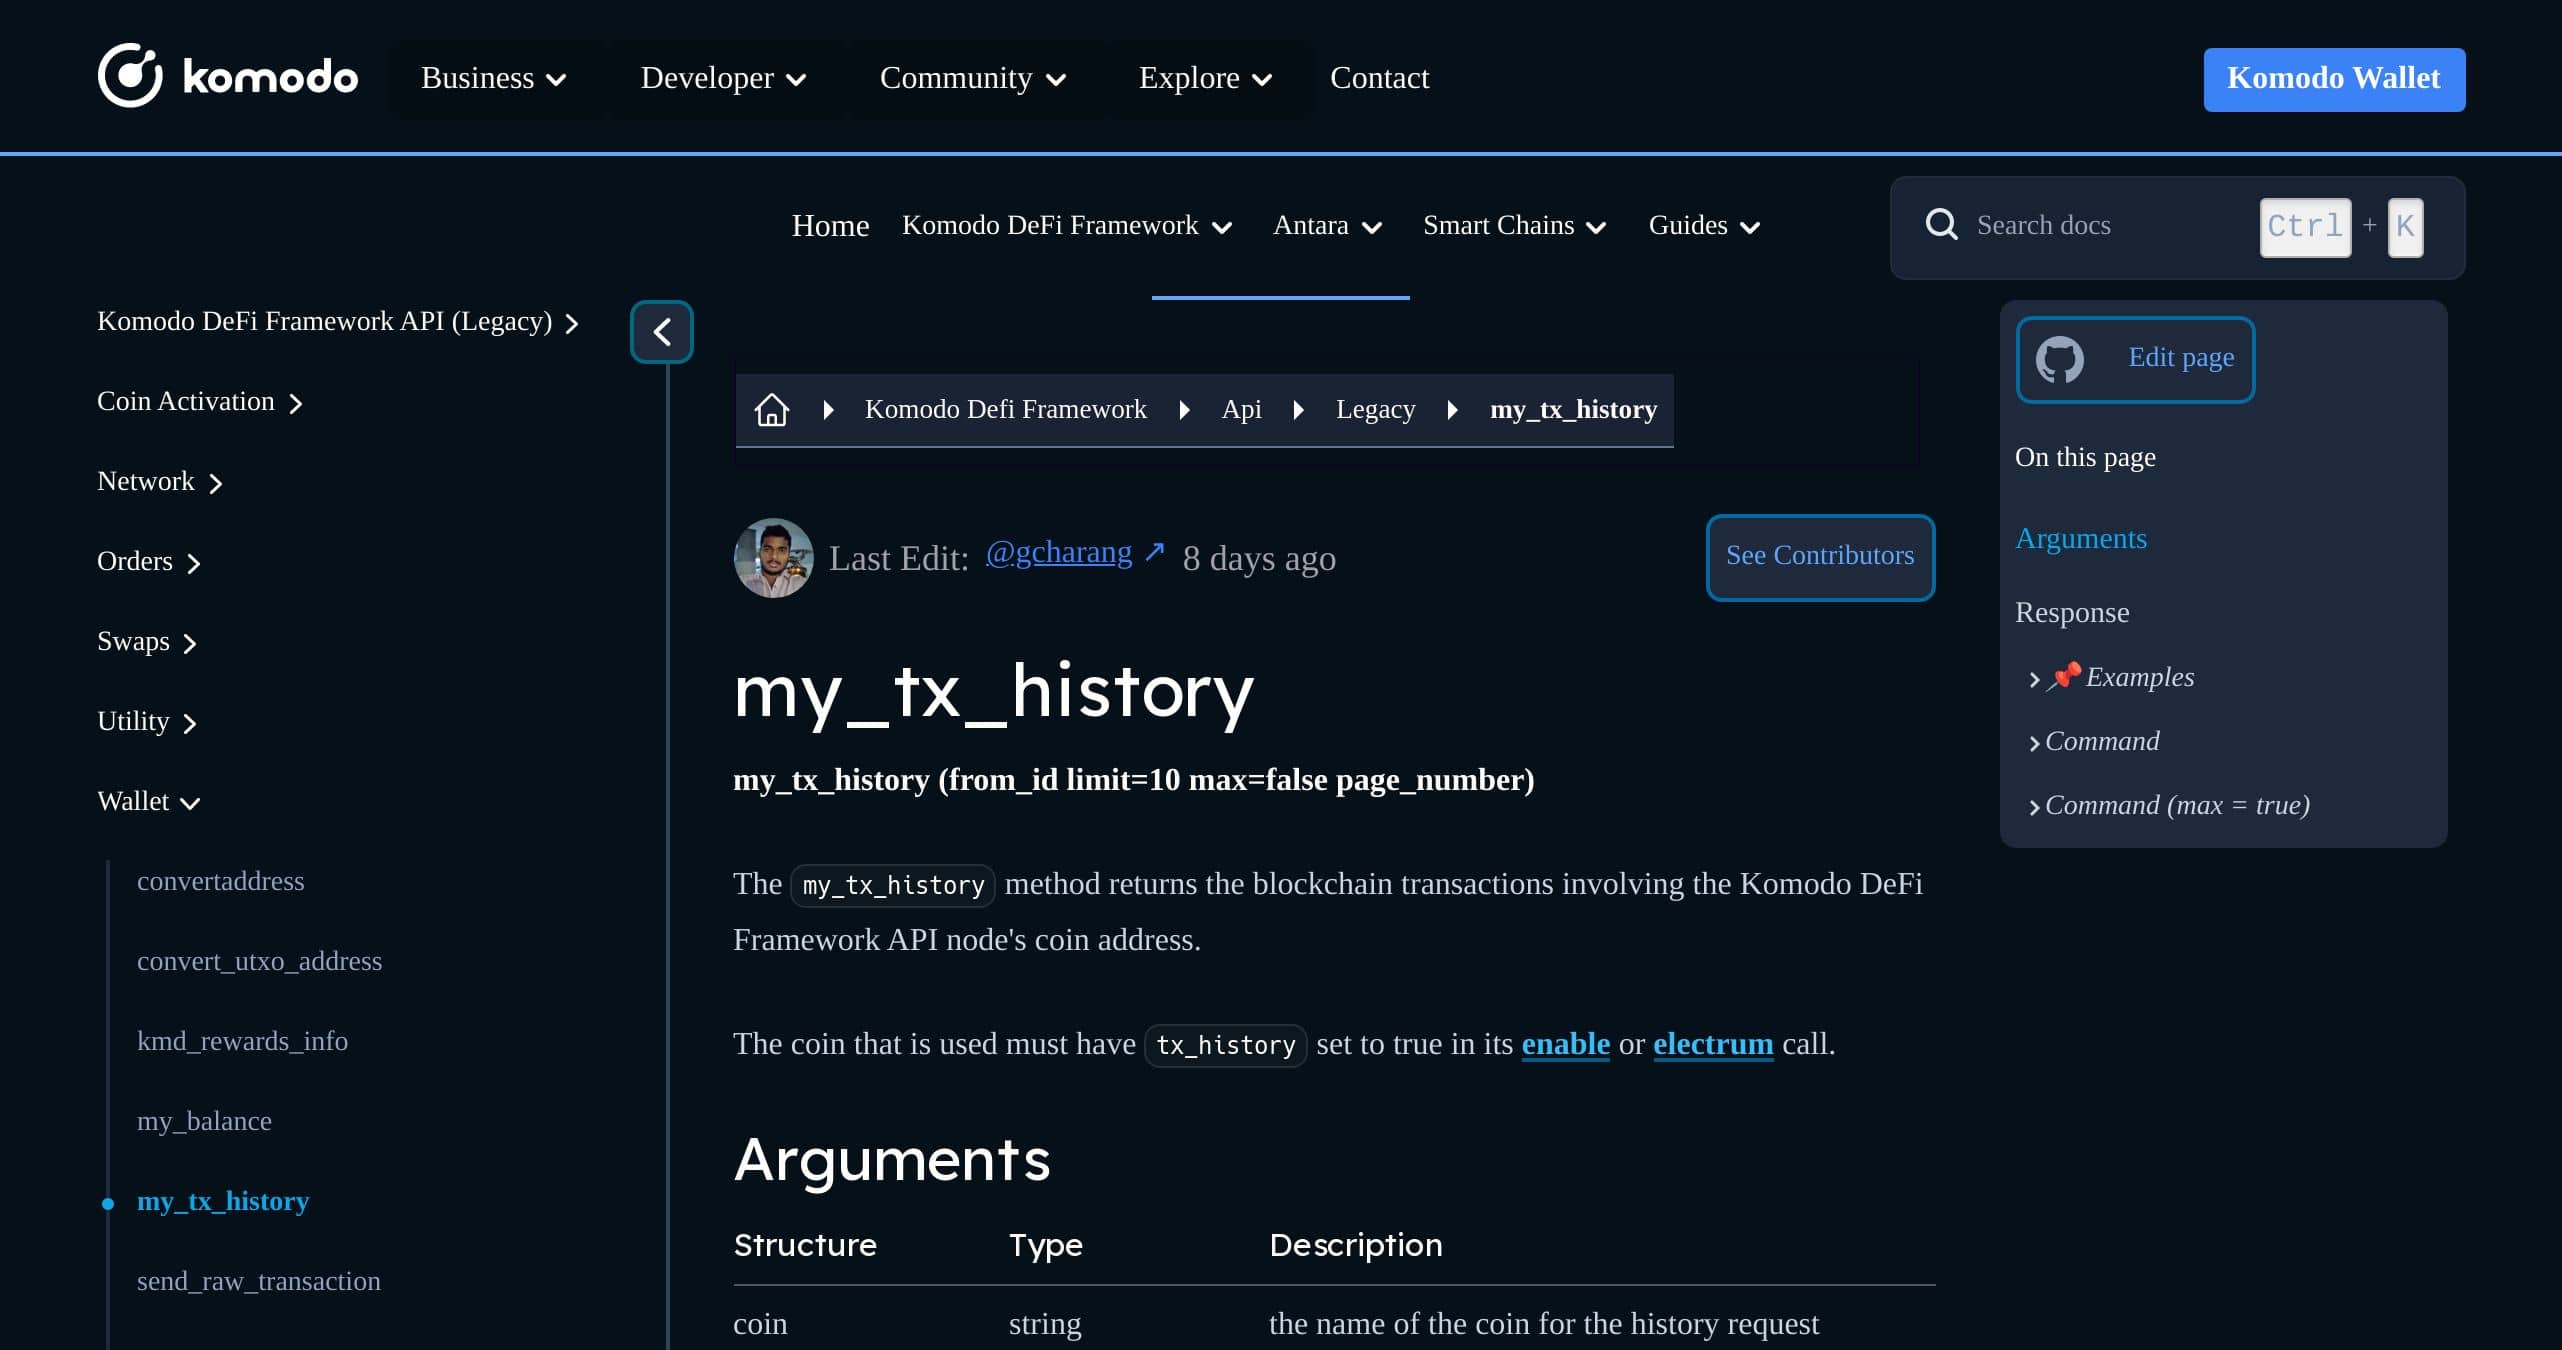 komodo
Business
Developer
Community
Explore
Contact
Komodo Wallet
Home
Komodo DeFi Framework
Antara
Smart Chains
Guides
Search docs
Ctrl + K
Komodo DeFi Framework API (Legacy)
Coin Activation
Network
Orders
Swaps
Utility
Wallet
convertaddress
convert_utxo_address
kmd_rewards_info
my_balance
my_tx_history
send_raw_transaction
Komodo Defi Framework
Api
Legacy
my_tx_history
Last Edit: @gcharang ↗ 8 days ago
See Contributors
my_tx_history
my_tx_history (from_id limit=10 max=false page_number)
The my_tx_history method returns the blockchain transactions involving the Komodo DeFi
Framework API node's coin address.
The coin that is used must have tx_history set to true in its enable or electrum call.
Arguments
Structure Type Description
coin string the name of the coin for the history request
Edit page
On this page
Arguments
Response
📌 Examples
Command
Command (max = true)